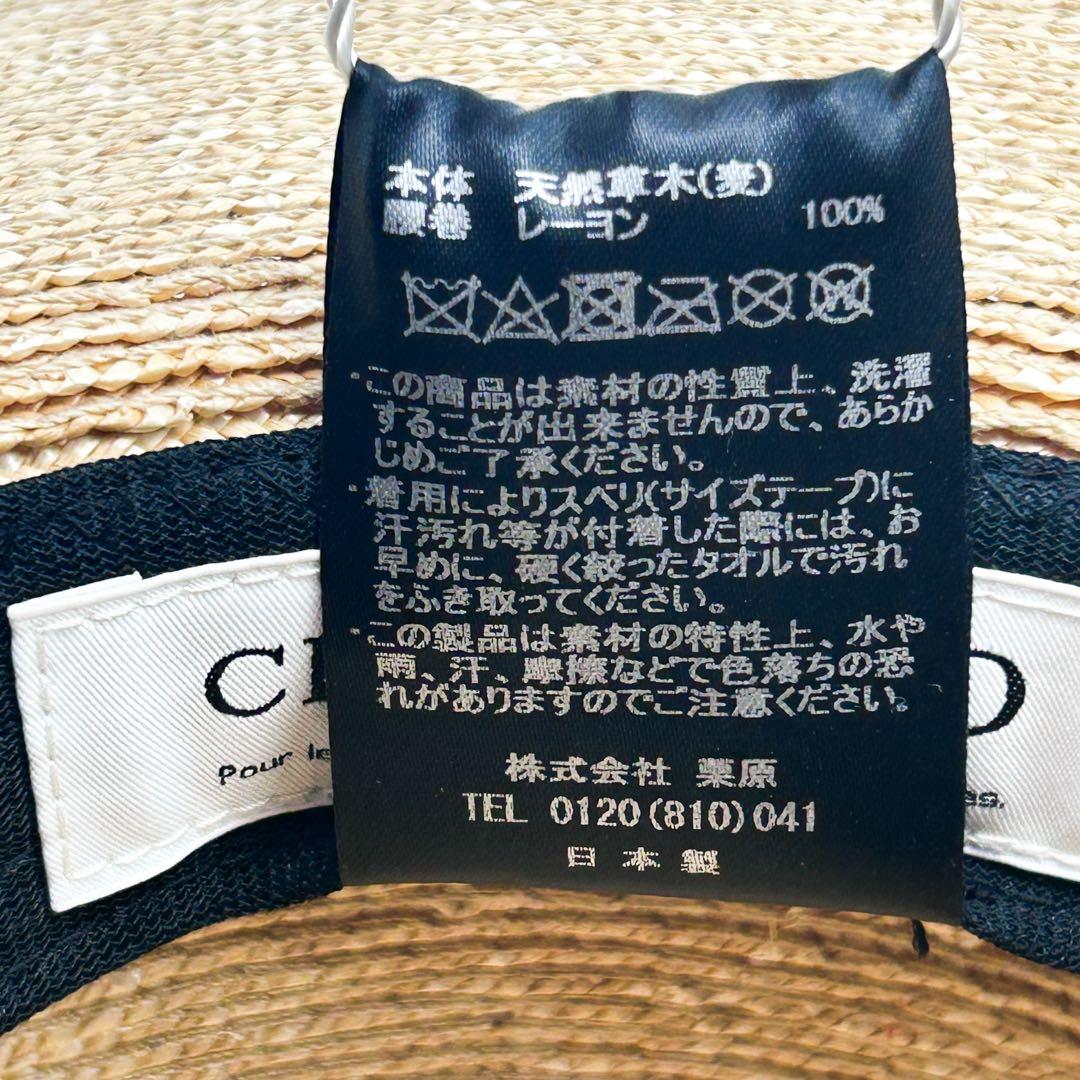 本体 天然草木(麦)
腰巻 レーヨン 100%
・この商品は素材の性質上、洗濯
することが出来ませんので、あらか
じめご了承ください。
・着用によりスベリ(サイズテープ)に
汗汚れ等が付着した際には、お
早めに、硬く絞ったタオルで汚れ
をふき取ってください。
・この製品は素材の特性上、水や
雨、汗、摩擦などで色落ちの恐
れがありますのでご注意ください。
株式会社 栗原
TEL 0120(810)041
日本製
Pour